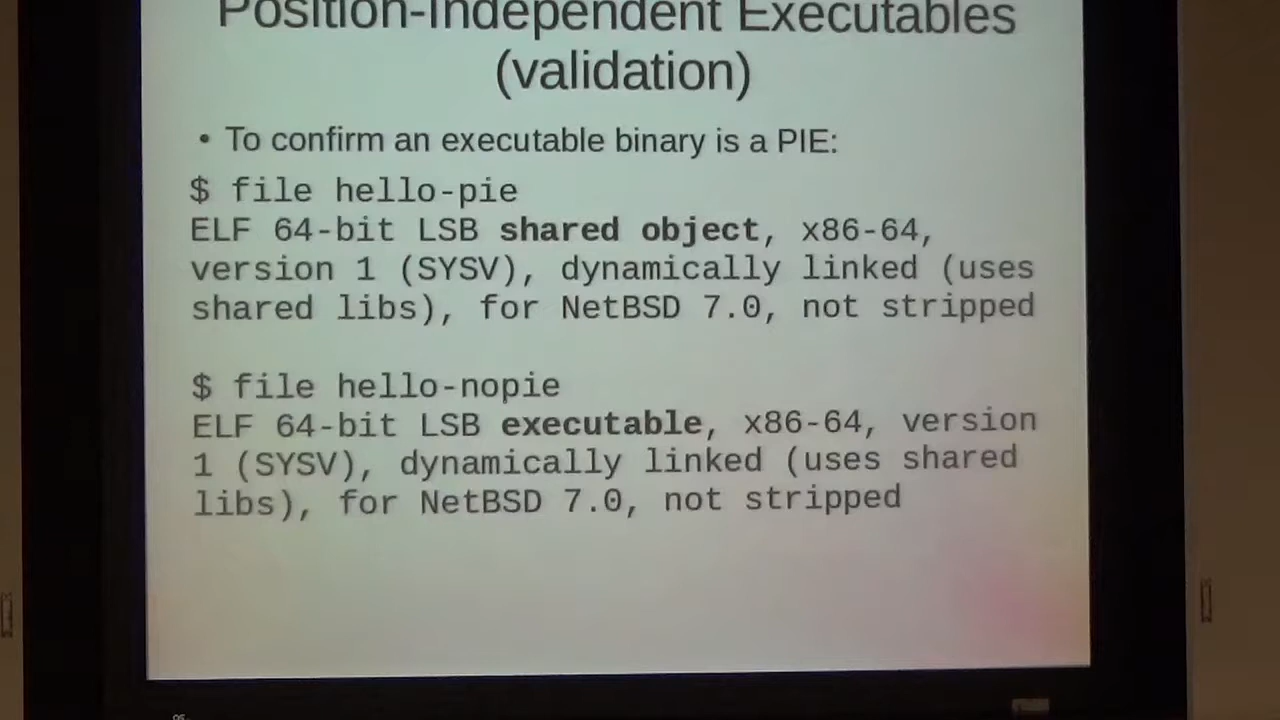 Position-Independent Executables
(validation)
• To confirm an executable binary is a PIE:
$ file hello-pie
ELF 64-bit LSB shared object, x86-64,
version 1 (SYSV), dynamically linked (uses
shared libs), for NetBSD 7.0, not stripped
$ file hello-nopie
ELF 64-bit LSB executable, x86-64, version
1 (SYSV), dynamically linked (uses shared
libs), for NetBSD 7.0, not stripped